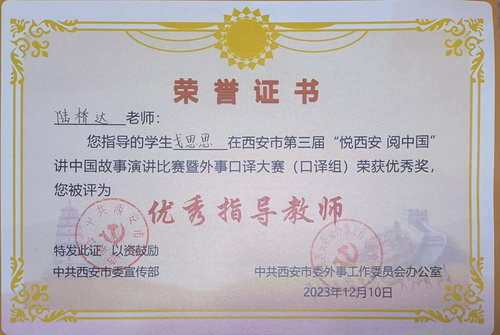 荣誉证书
陆楷达 老师：
您指导的学生戈思思在西安市第三届“悦西安 阅中国”
讲中国故事演讲比赛暨外事口译大赛（口译组）荣获优秀奖，
您被评为
优秀指导教师
特发此证 以资鼓励
中共西安市委宣传部
中共西安市委外事工作委员会办公室
2023年12月10日